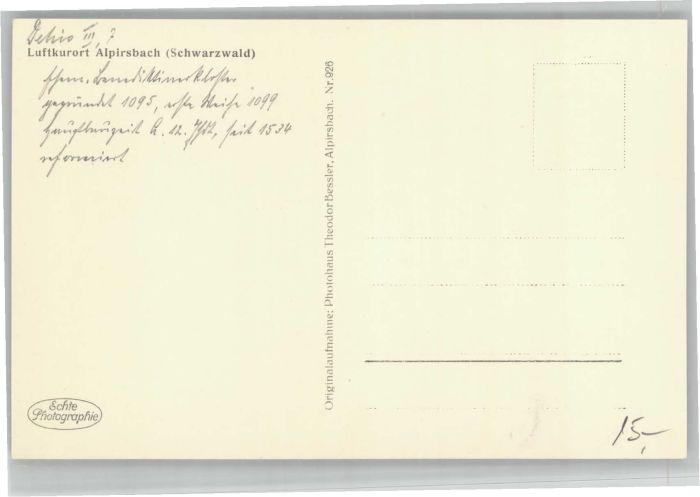 Dehio III, 7
Luftkurort Alpirsbach (Schwarzwald)
ehem. Benediktinerkloster
gegründet 1095, erste Weihe 1099
Hauptbauzeit A. 12. Jhdt, seit 1534
reformiert
Originalaufnahme: Photohaus Theodor Bessler, Alpirsbach. Nr. 926
Echte
Photographie
15,-